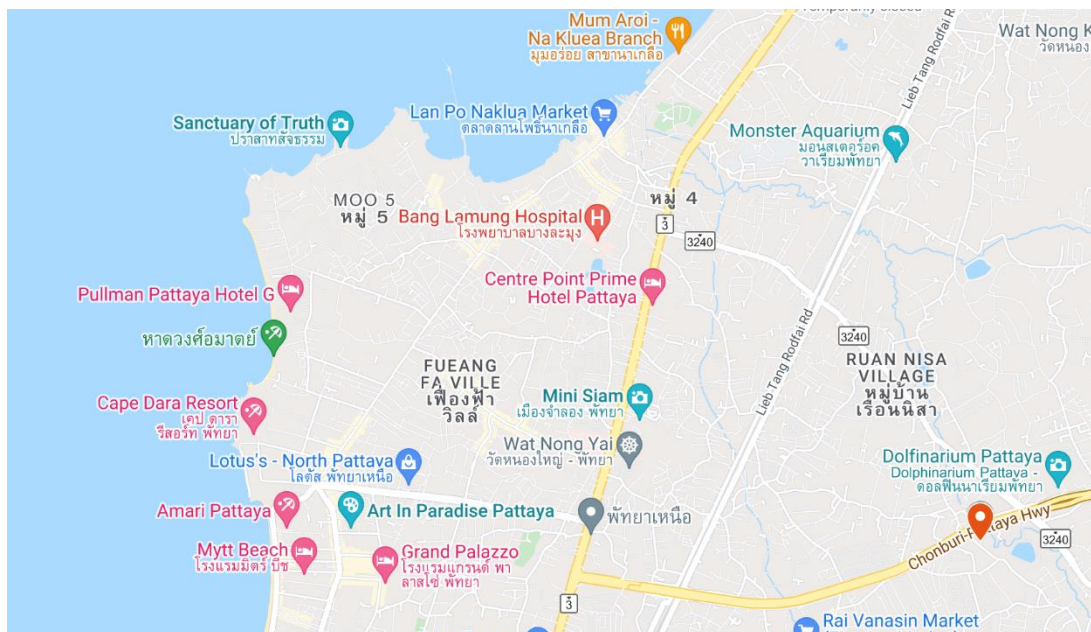 Temporarily closed
Mum Aroi -
Na Kluea Branch
มุมอร่อย สาขานาเกลือ
Lieb Tang Rodfai Rd
Wat Nong K
วัดหนอง
Lan Po Naklua Market
ตลาดลานโพธิ์นาเกลือ
Sanctuary of Truth
ปราสาทสัจธรรม
Monster Aquarium
มอนสเตอร์อค
วาเรียมพัทยา
MOO 5
หมู่ 5
หมู่ 4
Bang Lamung Hospital
โรงพยาบาลบางละมุง
3
3240
Centre Point Prime
Hotel Pattaya
Pullman Pattaya Hotel G
หาดวงศ์อมาตย์
Lieb Tang Rodfai Rd
3240
FUEANG
FA VILLE
เฟื่องฟ้า
วิลล์
RUAN NISA
VILLAGE
หมู่บ้าน
เรือนนิสา
Mini Siam
เมืองจำลอง พัทยา
Cape Dara Resort
เคป ดารา
รีสอร์ท พัทยา
Wat Nong Yai
วัดหนองใหญ่ - พัทยา
Lotus's - North Pattaya
โลตัส พัทยาเหนือ
Dolfinarium Pattaya
Dolphinarium Pattaya -
ดอลฟินนาเรียมพัทยา
Amari Pattaya
Art In Paradise Pattaya
พัทยาเหนือ
Chonburi-Pattaya Hwy
3240
Mytt Beach
โรงแรมมิตร์ บีช
Grand Palazzo
โรงแรมแกรนด์ พา
ลาสโซ่ พัทยา
3
Rai Vanasin Market